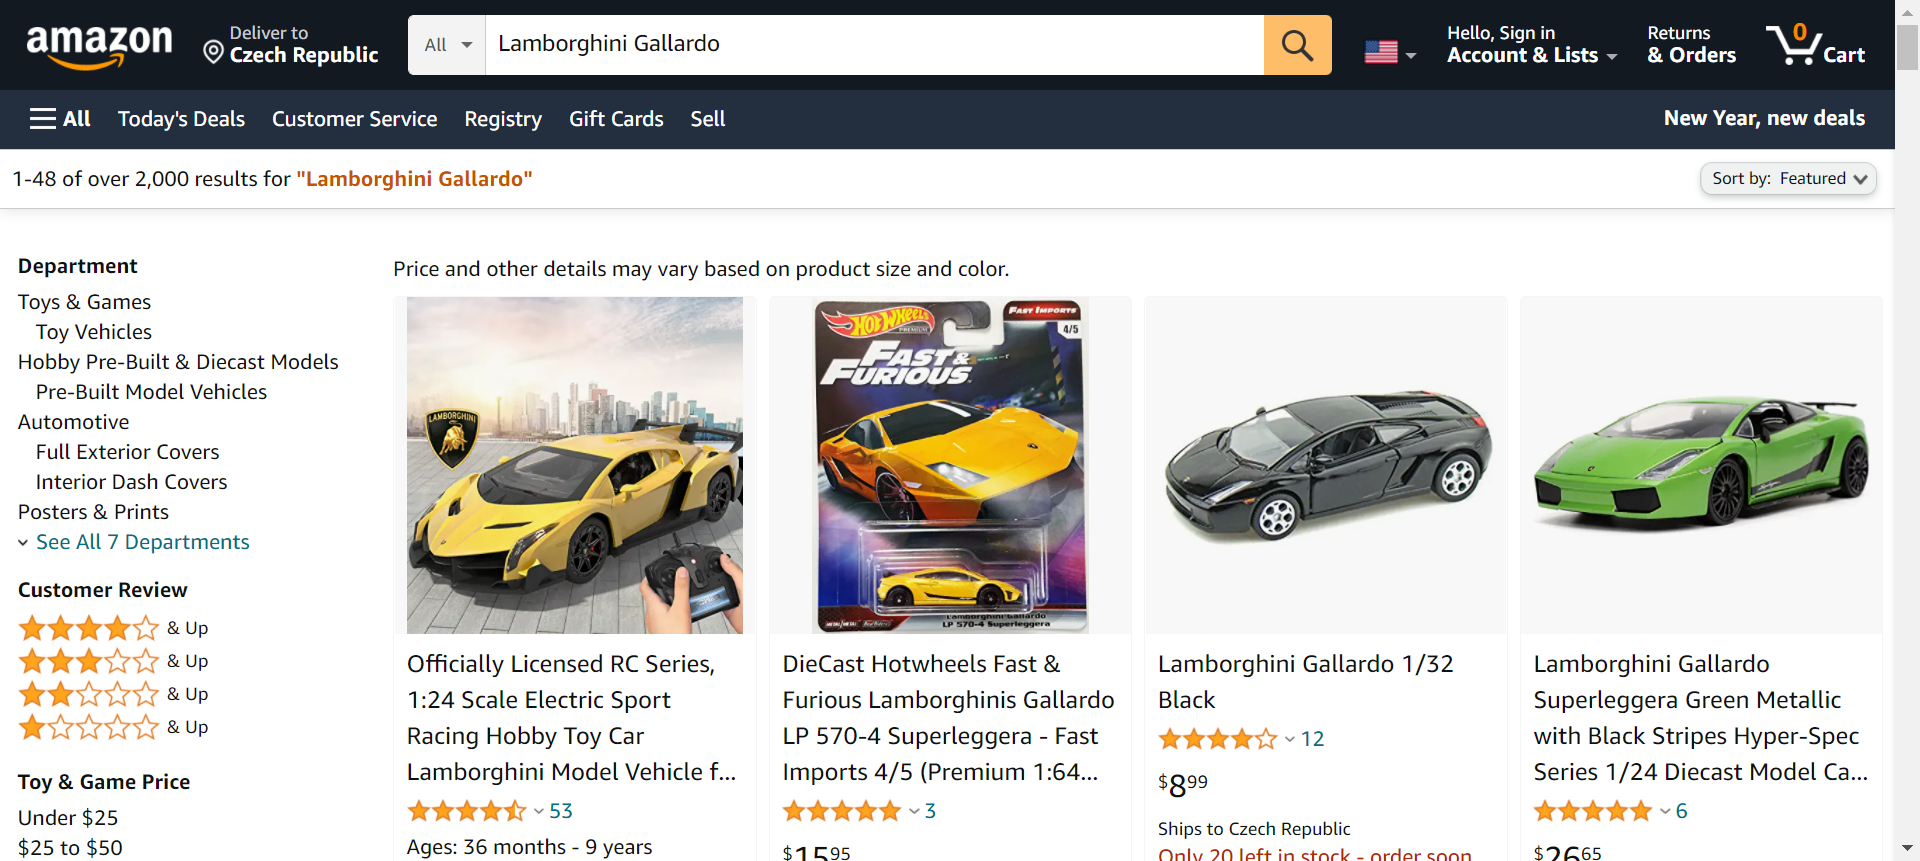 amazon
Deliver to
Czech Republic
All
Lamborghini Gallardo
Hello, Sign in
Account & Lists
Returns
& Orders
0
Cart
All
Today's Deals
Customer Service
Registry
Gift Cards
Sell
New Year, new deals
1-48 of over 2,000 results for "Lamborghini Gallardo"
Sort by: Featured
Department
Toys & Games
Toy Vehicles
Hobby Pre-Built & Diecast Models
Pre-Built Model Vehicles
Automotive
Full Exterior Covers
Interior Dash Covers
Posters & Prints
See All 7 Departments
Customer Review
& Up
& Up
& Up
& Up
Toy & Game Price
Under $25
$25 to $50
Price and other details may vary based on product size and color.
LAMBORGHINI
Officially Licensed RC Series,
1:24 Scale Electric Sport
Racing Hobby Toy Car
Lamborghini Model Vehicle f...
53
Ages: 36 months - 9 years
HOT WHEELS
PREMIUM
FAST IMPORTS
4/5
FAST &
FURIOUS
Lamborghini Gallardo
LP 570-4 Superleggera
DieCast Hotwheels Fast &
Furious Lamborghinis Gallardo
LP 570-4 Superleggera - Fast
Imports 4/5 (Premium 1:64...
3
$15.95
Lamborghini Gallardo 1/32
Black
12
$8.99
Ships to Czech Republic
Only 20 left in stock - order soon
Lamborghini Gallardo
Superleggera Green Metallic
with Black Stripes Hyper-Spec
Series 1/24 Diecast Model Ca...
6
$26.65